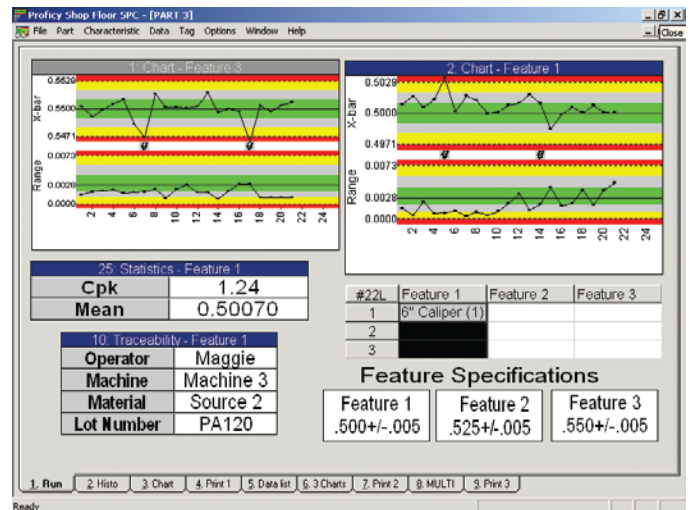 Proficy Shop Floor SPC - [PART 3]
File Part Characteristic Data Tag Options Window Help
Close
1: Chart - Feature 3
X-bar
0.5529
0.5500
0.5471
Range
0.0073
0.0028
0.0000
2 4 6 8 10 12 14 16 18 20 22 24
2: Chart - Feature 1
X-bar
0.5029
0.5000
0.4971
Range
0.0073
0.0028
0.0000
2 4 6 8 10 12 14 16 18 20 22 24
25: Statistics - Feature 1
Cpk 1.24
Mean 0.50070
10: Traceability - Feature 1
Operator Maggie
Machine Machine 3
Material Source 2
Lot Number PA120
#22L Feature 1 Feature 2 Feature 3
1 6" Caliper (1)
2
3
Feature Specifications
Feature 1 Feature 2 Feature 3
.500+/-.005 .525+/-.005 .550+/-.005
1. Run 2 Histo 3. Chart 4. Print 1 5. Data list 6. 3 Charts 7. Print 2 8. MULTI 9. Print 3
Ready